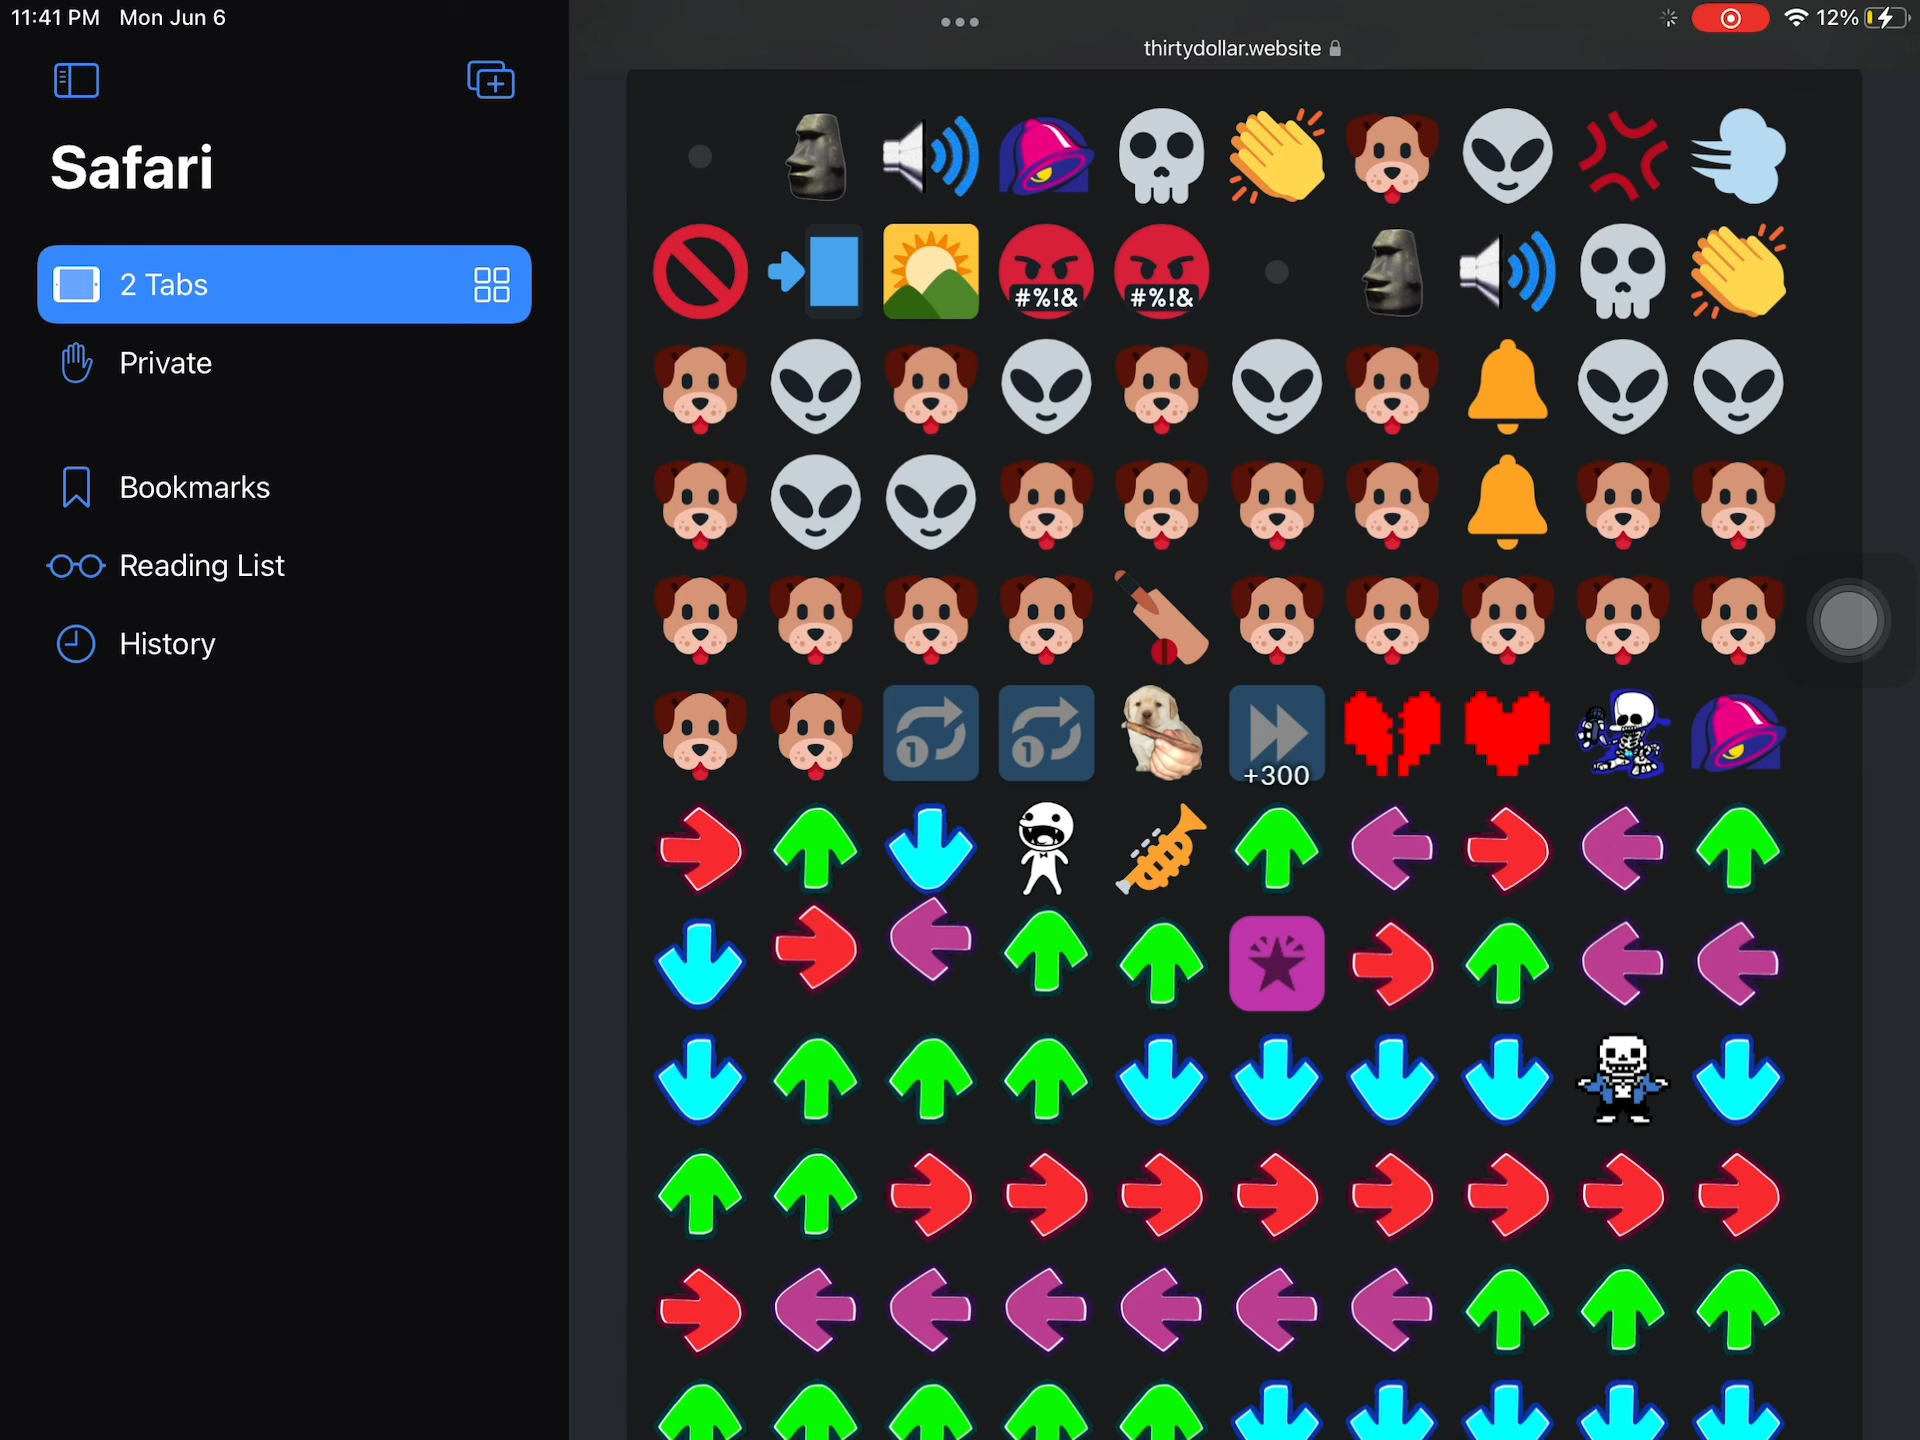 11:41 PM Mon Jun 6
12%
thirtydollar.website
Safari
2 Tabs
Private
Bookmarks
Reading List
History
#%!& #%!&
1 1
+300